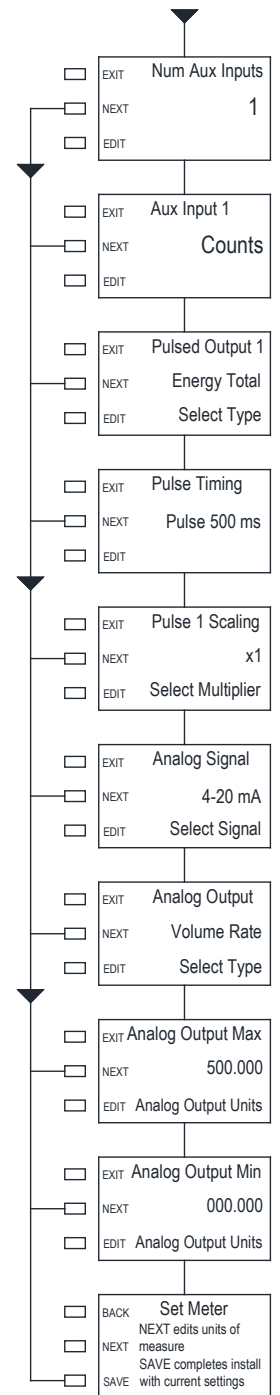 EXIT Num Aux Inputs
NEXT 1
EDIT
EXIT Aux Input 1
NEXT Counts
EDIT
EXIT Pulsed Output 1
NEXT Energy Total
EDIT Select Type
EXIT Pulse Timing
NEXT Pulse 500 ms
EDIT
EXIT Pulse 1 Scaling
NEXT x1
EDIT Select Multiplier
EXIT Analog Signal
NEXT 4-20 mA
EDIT Select Signal
EXIT Analog Output
NEXT Volume Rate
EDIT Select Type
EXIT Analog Output Max
NEXT 500.000
EDIT Analog Output Units
EXIT Analog Output Min
NEXT 000.000
EDIT Analog Output Units
BACK Set Meter
NEXT edits units of
NEXT measure
SAVE completes install
SAVE with current settings